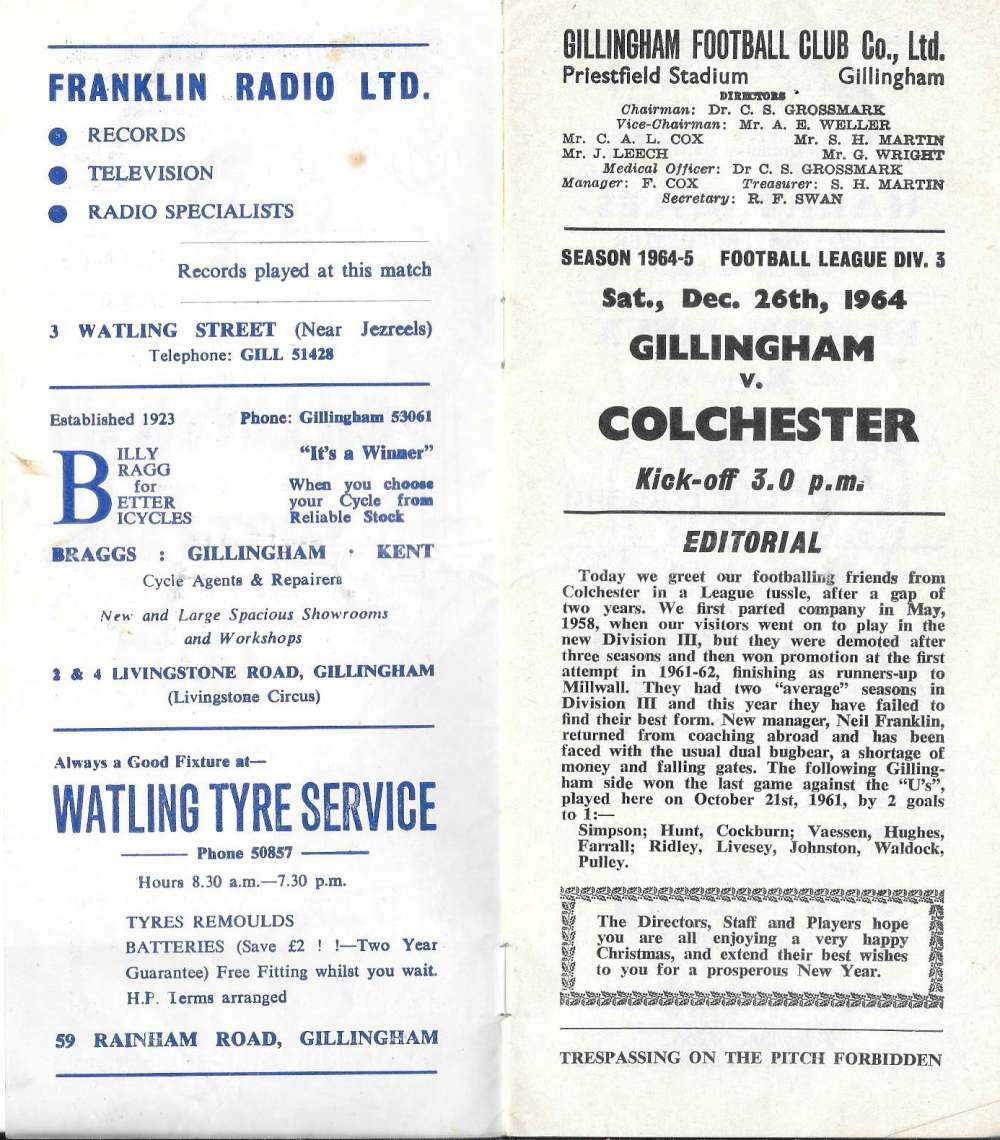 FRANKLIN RADIO LTD.
● RECORDS
● TELEVISION
● RADIO SPECIALISTS
Records played at this match
3 WATLING STREET (Near Jezreels)
Telephone: GILL 51428
Established 1923 Phone: Gillingham 53061
BILLY
BRAGG
for
BETTER
BICYCLES
"It's a Winner"
When you choose
your Cycle from
Reliable Stock
BRAGGS : GILLINGHAM · KENT
Cycle Agents & Repairers
New and Large Spacious Showrooms
and Workshops
2 & 4 LIVINGSTONE ROAD, GILLINGHAM
(Livingstone Circus)
Always a Good Fixture at—
WATLING TYRE SERVICE
Phone 50857
Hours 8.30 a.m.—7.30 p.m.
TYRES REMOULDS
BATTERIES (Save £2 ! !—Two Year
Guarantee) Free Fitting whilst you wait.
H.P. Terms arranged
59 RAINHAM ROAD, GILLINGHAM
GILLINGHAM FOOTBALL CLUB Co., Ltd.
Priestfield Stadium Gillingham
DIRECTORS
Chairman: Dr. C. S. GROSSMARK
Vice-Chairman: Mr. A. E. WELLER
Mr. C. A. L. COX Mr. S. H. MARTIN
Mr. J. LEECH Mr. G. WRIGHT
Medical Officer: Dr C. S. GROSSMARK
Manager: F. COX Treasurer: S. H. MARTIN
Secretary: R. F. SWAN
SEASON 1964-5 FOOTBALL LEAGUE DIV. 3
Sat., Dec. 26th, 1964
GILLINGHAM
v.
COLCHESTER
Kick-off 3.0 p.m.
EDITORIAL
Today we greet our footballing friends from
Colchester in a League tussle, after a gap of
two years. We first parted company in May,
1958, when our visitors went on to play in the
new Division III, but they were demoted after
three seasons and then won promotion at the first
attempt in 1961-62, finishing as runners-up to
Millwall. They had two "average" seasons in
Division III and this year they have failed to
find their best form. New manager, Neil Franklin,
returned from coaching abroad and has been
faced with the usual dual bugbear, a shortage of
money and falling gates. The following Gilling-
ham side won the last game against the "U's",
played here on October 21st, 1961, by 2 goals
to 1:—
Simpson; Hunt, Cockburn; Vaessen, Hughes,
Farrall; Ridley, Livesey, Johnston, Waldock,
Pulley.
The Directors, Staff and Players hope
you are all enjoying a very happy
Christmas, and extend their best wishes
to you for a prosperous New Year.
TRESPASSING ON THE PITCH FORBIDDEN